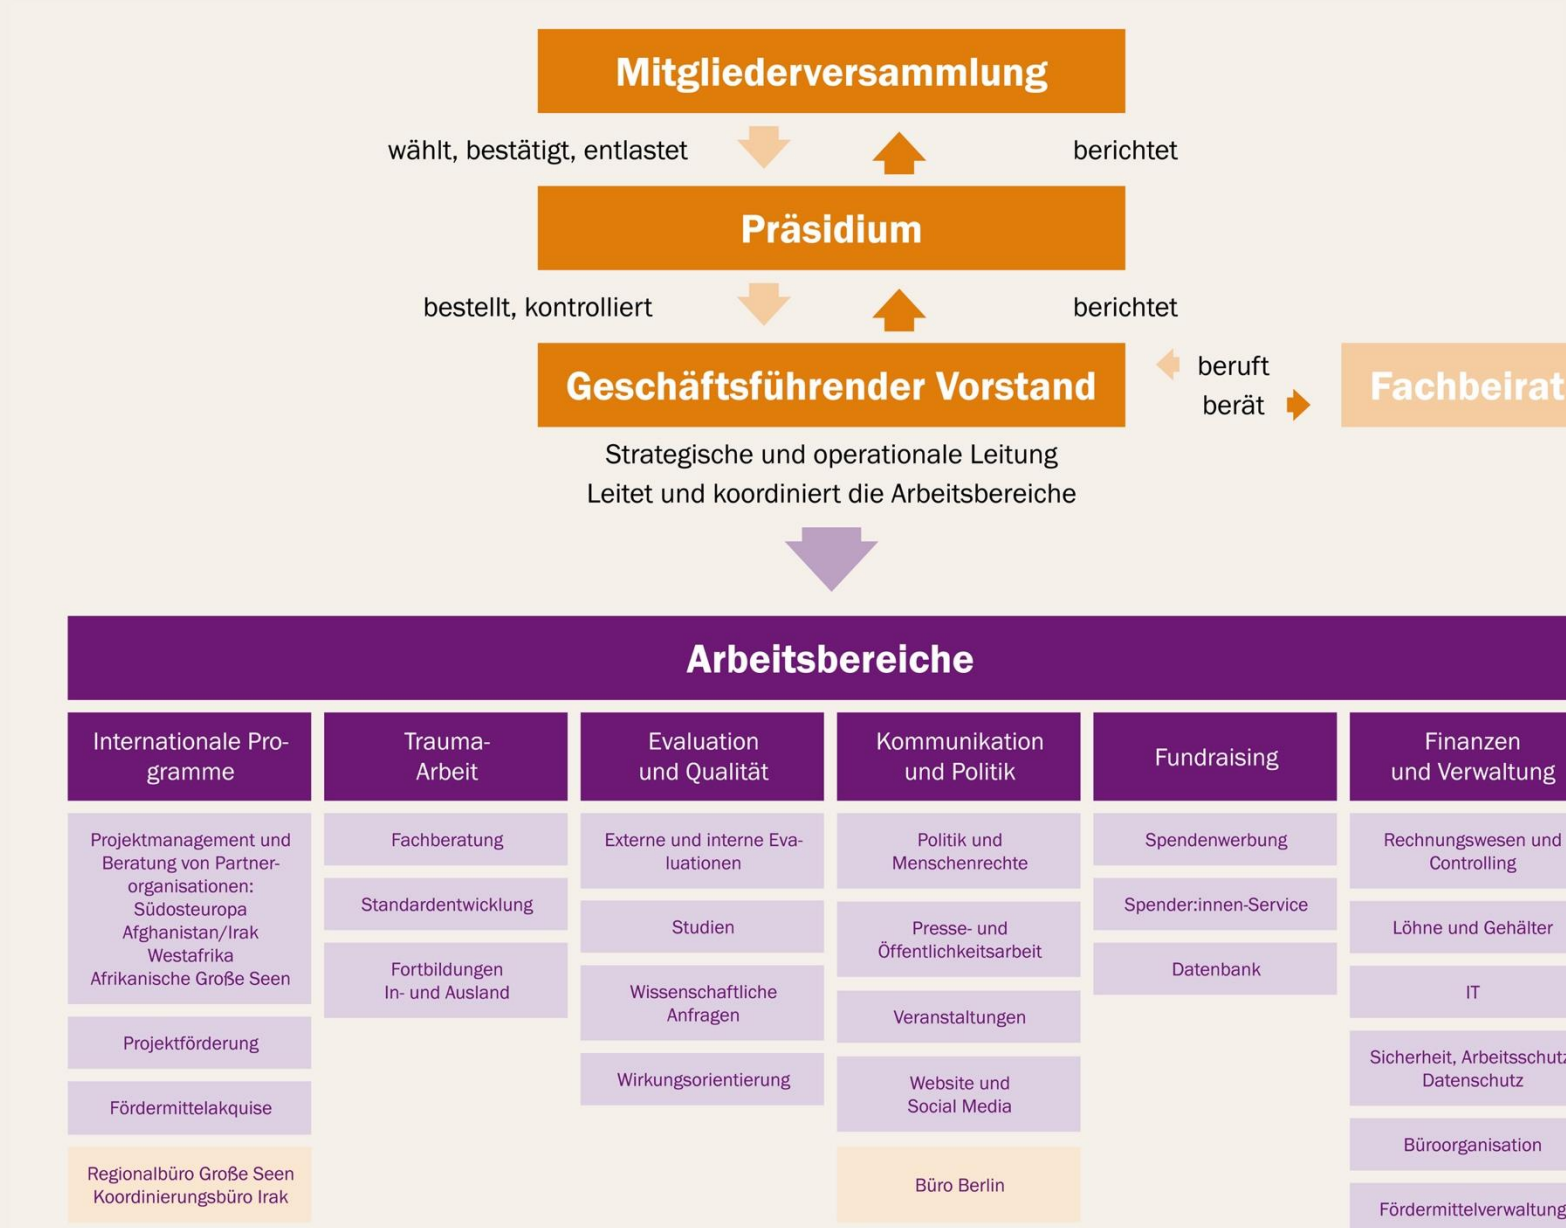 Mitgliederversammlung
wählt, bestätigt, entlastet
berichtet
Präsidium
bestellt, kontrolliert
berichtet
Geschäftsführender Vorstand
beruft
berät
Fachbeirat
Strategische und operationale Leitung
Leitet und koordiniert die Arbeitsbereiche
Arbeitsbereiche
Internationale Pro-
gramme
Projektmanagement und
Beratung von Partner-
organisationen:
Südosteuropa
Afghanistan/Irak
Westafrika
Afrikanische Große Seen
Projektförderung
Fördermittelakquise
Regionalbüro Große Seen
Koordinierungsbüro Irak
Trauma-
Arbeit
Fachberatung
Standardentwicklung
Fortbildungen
In- und Ausland
Evaluation
und Qualität
Externe und interne Eva-
luationen
Studien
Wissenschaftliche
Anfragen
Wirkungsorientierung
Kommunikation
und Politik
Politik und
Menschenrechte
Presse- und
Öffentlichkeitsarbeit
Veranstaltungen
Website und
Social Media
Büro Berlin
Fundraising
Spendenwerbung
Spender:innen-Service
Datenbank
Finanzen
und Verwaltung
Rechnungswesen und
Controlling
Löhne und Gehälter
IT
Sicherheit, Arbeitsschutz
Datenschutz
Büroorganisation
Fördermittelverwaltung